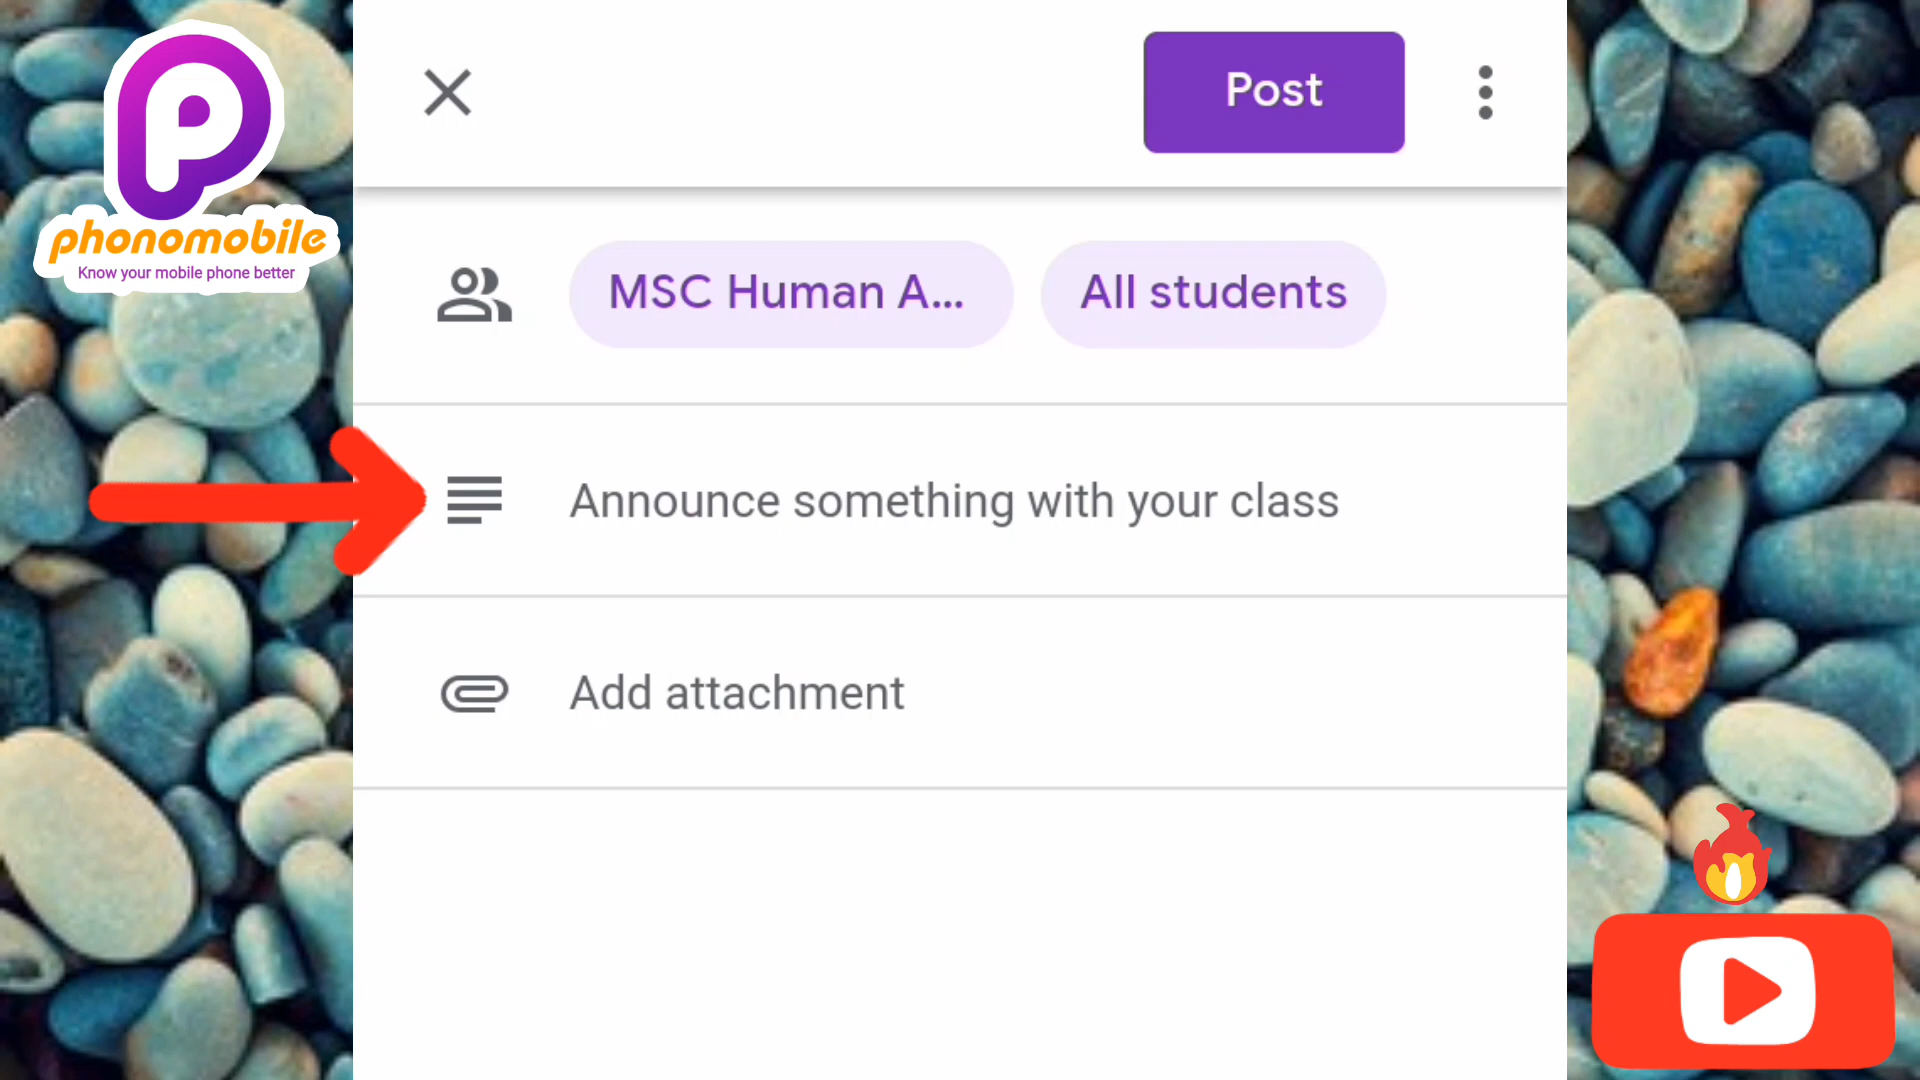 phonomobile
Know your mobile phone better
Post
MSC Human A...
All students
Announce something with your class
Add attachment